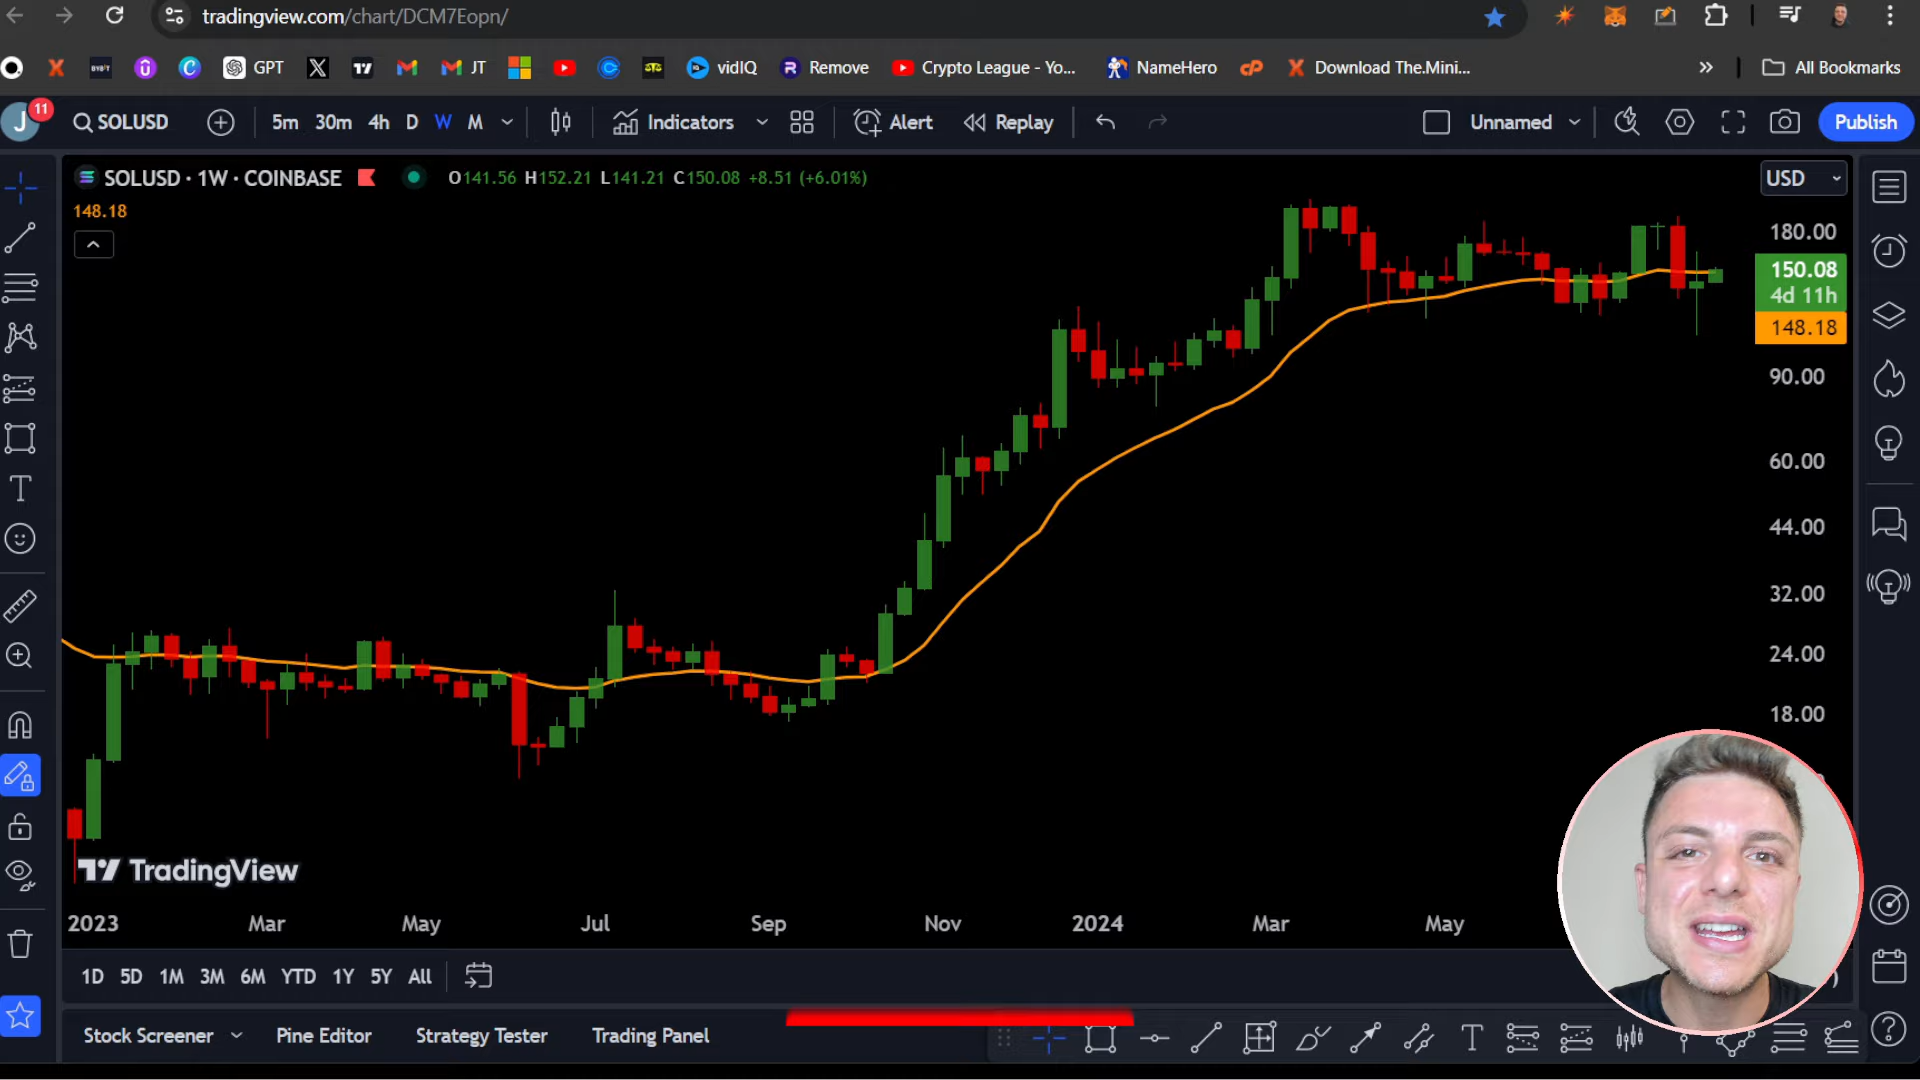 tradingview.com/chart/DCM7Eopn/
BYBIT GPT JT vidIQ Remove Crypto League - Yo... NameHero Download The.Mini... » All Bookmarks
J 11 SOLUSD 5m 30m 4h D W M Indicators Alert Replay Unnamed Publish
SOLUSD · 1W · COINBASE O141.56 H152.21 L141.21 C150.08 +8.51 (+6.01%) USD
148.18
180.00
150.08
4d 11h
148.18
90.00
60.00
44.00
32.00
24.00
18.00
TradingView
2023 Mar May Jul Sep Nov 2024 Mar May
1D 5D 1M 3M 6M YTD 1Y 5Y All
Stock Screener Pine Editor Strategy Tester Trading Panel